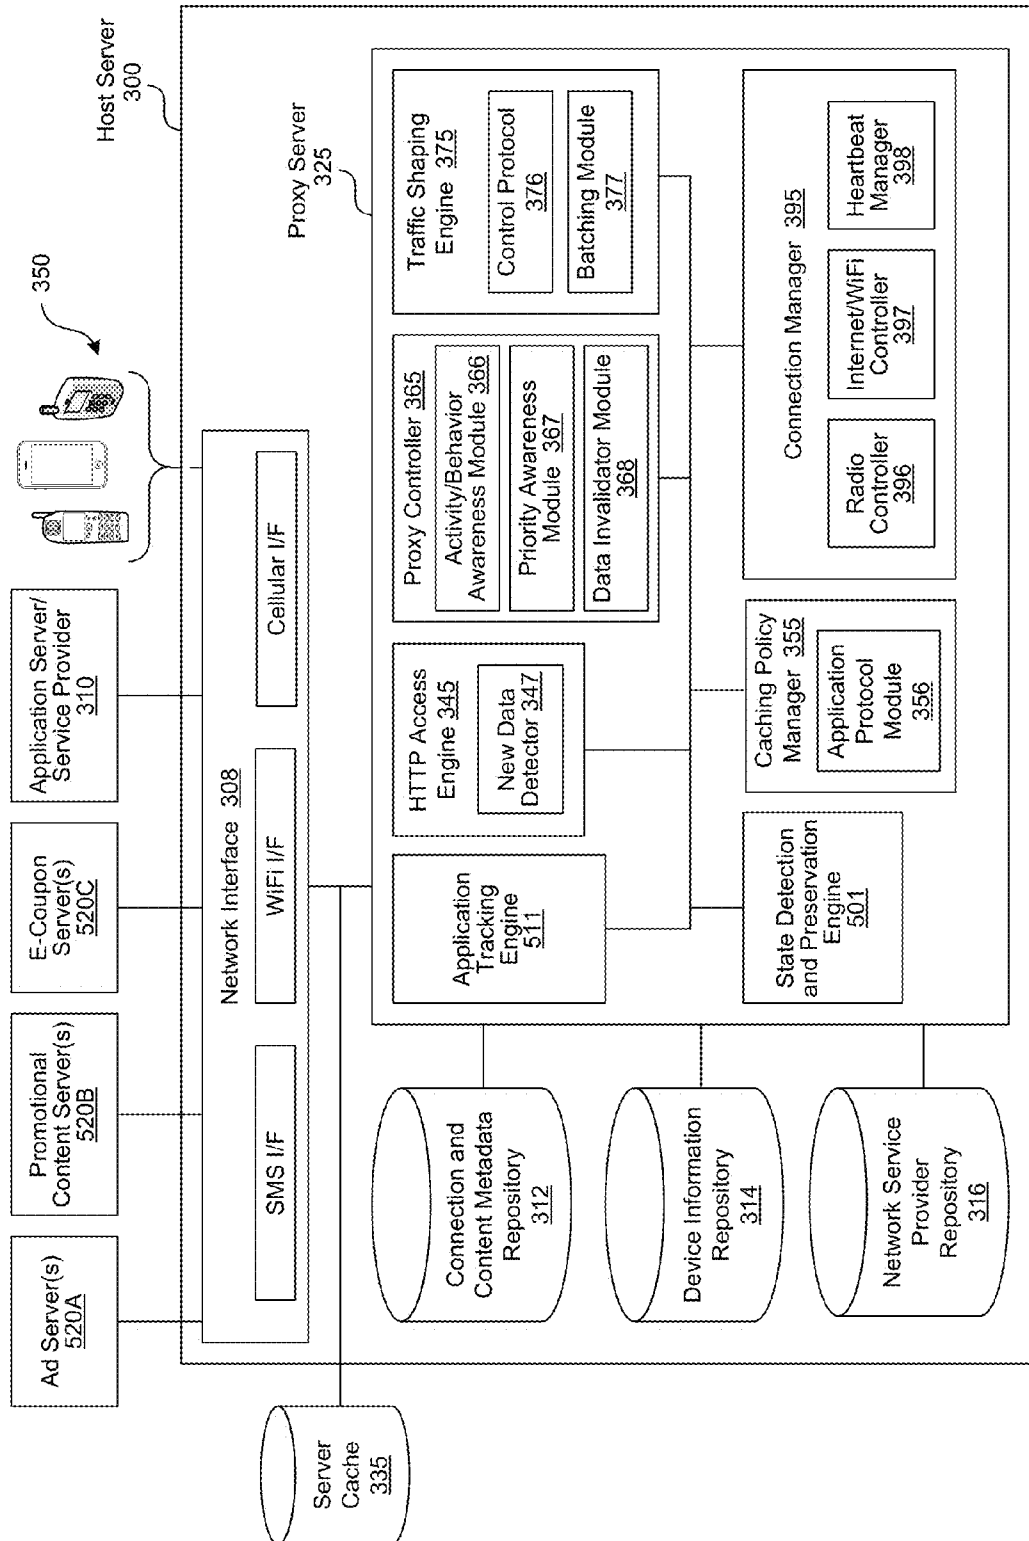 Ad Server(s)
520A
Promotional
Content Server(s)
520B
E-Coupon
Server(s)
520C
Application Server/
Service Provider
310
350
Host Server
300
Network Interface 308
SMS I/F
WiFi I/F
Cellular I/F
Server
Cache
335
Proxy Server
325
Connection and
Content Metadata
Repository
312
Device Information
Repository
314
Network Service
Provider
Repository
316
Application
Tracking
Engine
511
HTTP Access
Engine 345
New Data
Detector 347
Proxy Controller 365
Activity/Behavior
Awareness Module 366
Priority Awareness
Module 367
Data Invalidator Module
368
Traffic Shaping
Engine 375
Control Protocol
376
Batching Module
377
State Detection
and Preservation
Engine
501
Caching Policy
Manager 355
Application
Protocol
Module
356
Connection Manager 395
Radio
Controller
396
Internet/WiFi
Controller
397
Heartbeat
Manager
398